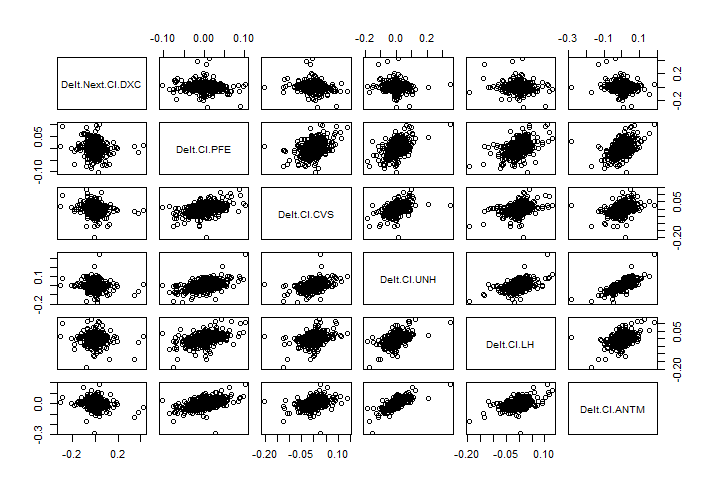 -0.10 0.00 0.10 -0.2 0.0 0.2 -0.3 -0.1 0.1
Delt.Next.Cl.DXC
-0.2 0.2
0.05
-0.10
Delt.Cl.PFE
Delt.Cl.CVS
-0.20 0.05
0.1
-0.2
Delt.Cl.UNH
Delt.Cl.LH
-0.20 0.05
0.0
-0.3
Delt.Cl.ANTM
-0.2 0.2 -0.20 -0.05 0.10 -0.20 -0.05 0.10